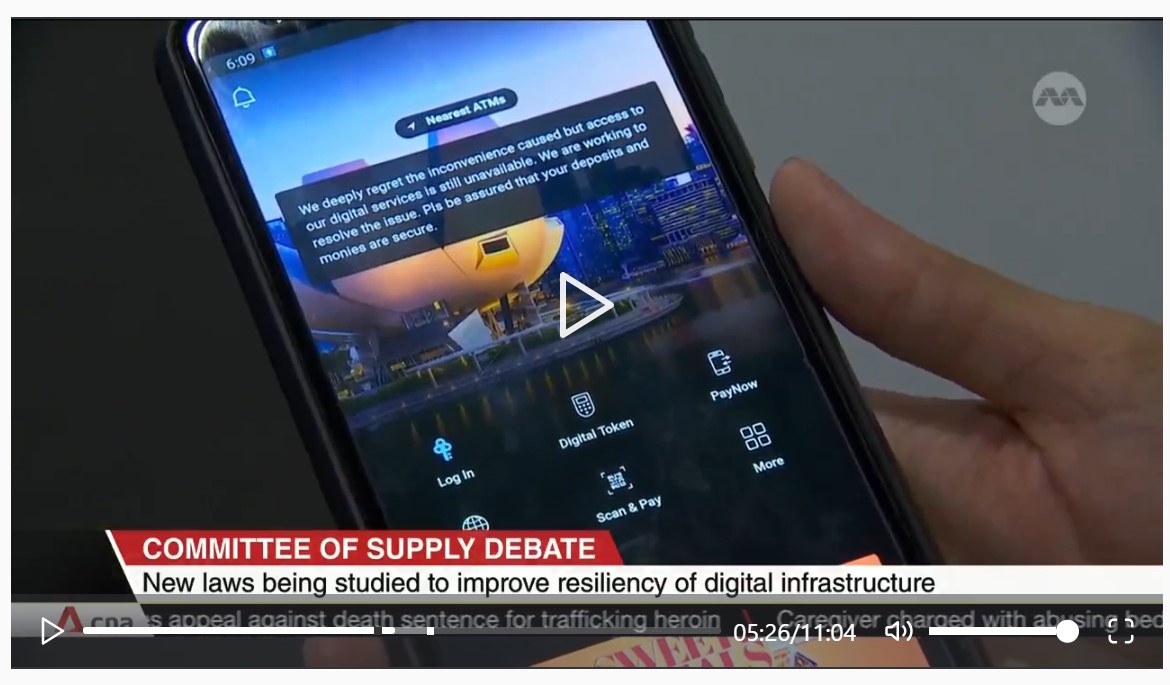 6:09
Nearest ATMs
We deeply regret the inconvenience caused but access to
our digital services is still unavailable. We are working to
resolve the issue. Pls be assured that your deposits and
monies are secure.
PayNow
Digital Token
Log In
More
Scan & Pay
COMMITTEE OF SUPPLY DEBATE
New laws being studied to improve resiliency of digital infrastructure
cna s appeal against death sentence for trafficking heroin Caregiver charged with abusing bed
05:26/11:04
SWEET